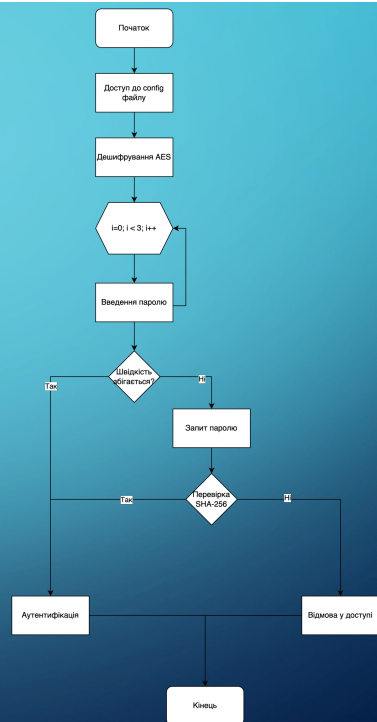 Початок
Доступ до config
файлу
Дешифрування AES
i=0; i < 3; i++
Введення паролю
Швидкість
збігається?
Так
Ні
Запит паролю
Перевірка
SHA-256
Так
Ні
Аутентифікація
Відмова у доступі
Кінець